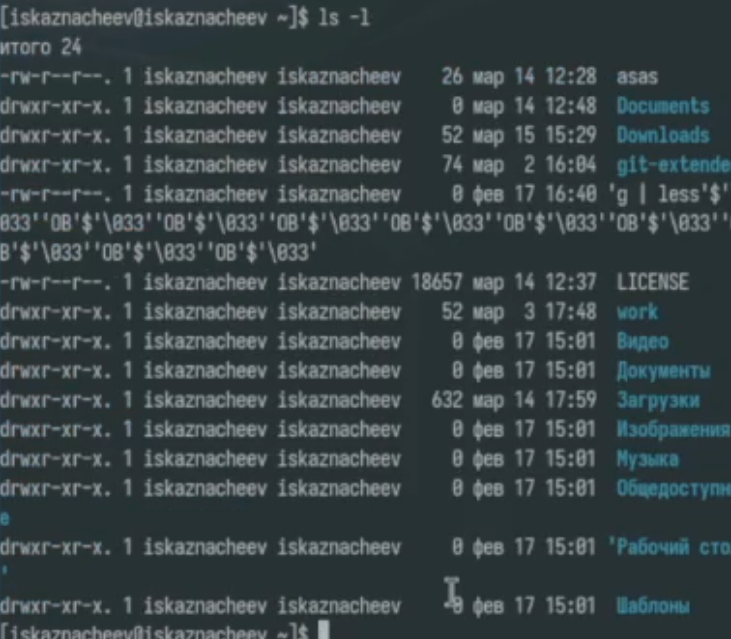 [iskaznacheev@iskaznacheev ~]$ ls -l
итого 24
-rw-r--r--. 1 iskaznacheev iskaznacheev 26 мар 14 12:28 asas
drwxr-xr-x. 1 iskaznacheev iskaznacheev 0 мар 14 12:48 Documents
drwxr-xr-x. 1 iskaznacheev iskaznacheev 52 мар 15 15:29 Downloads
drwxr-xr-x. 1 iskaznacheev iskaznacheev 74 мар 2 16:04 git-extende
-rw-r--r--. 1 iskaznacheev iskaznacheev 0 фев 17 16:40 'g | less'$'
033''OB'$'\033''OB'$'\033''OB'$'\033''OB'$'\033''OB'$'\033''OB'$'\033''
B'$'\033''OB'$'\033''OB'$'\033'
-rw-r--r--. 1 iskaznacheev iskaznacheev 18657 мар 14 12:37 LICENSE
drwxr-xr-x. 1 iskaznacheev iskaznacheev 52 мар 3 17:48 work
drwxr-xr-x. 1 iskaznacheev iskaznacheev 0 фев 17 15:01 Видео
drwxr-xr-x. 1 iskaznacheev iskaznacheev 0 фев 17 15:01 Документы
drwxr-xr-x. 1 iskaznacheev iskaznacheev 632 мар 14 17:59 Загрузки
drwxr-xr-x. 1 iskaznacheev iskaznacheev 0 фев 17 15:01 Изображения
drwxr-xr-x. 1 iskaznacheev iskaznacheev 0 фев 17 15:01 Музыка
drwxr-xr-x. 1 iskaznacheev iskaznacheev 0 фев 17 15:01 Общедоступн
е
drwxr-xr-x. 1 iskaznacheev iskaznacheev 0 фев 17 15:01 'Рабочий сто
'
drwxr-xr-x. 1 iskaznacheev iskaznacheev 0 фев 17 15:01 Шаблоны
[iskaznacheev@iskaznacheev ~]$